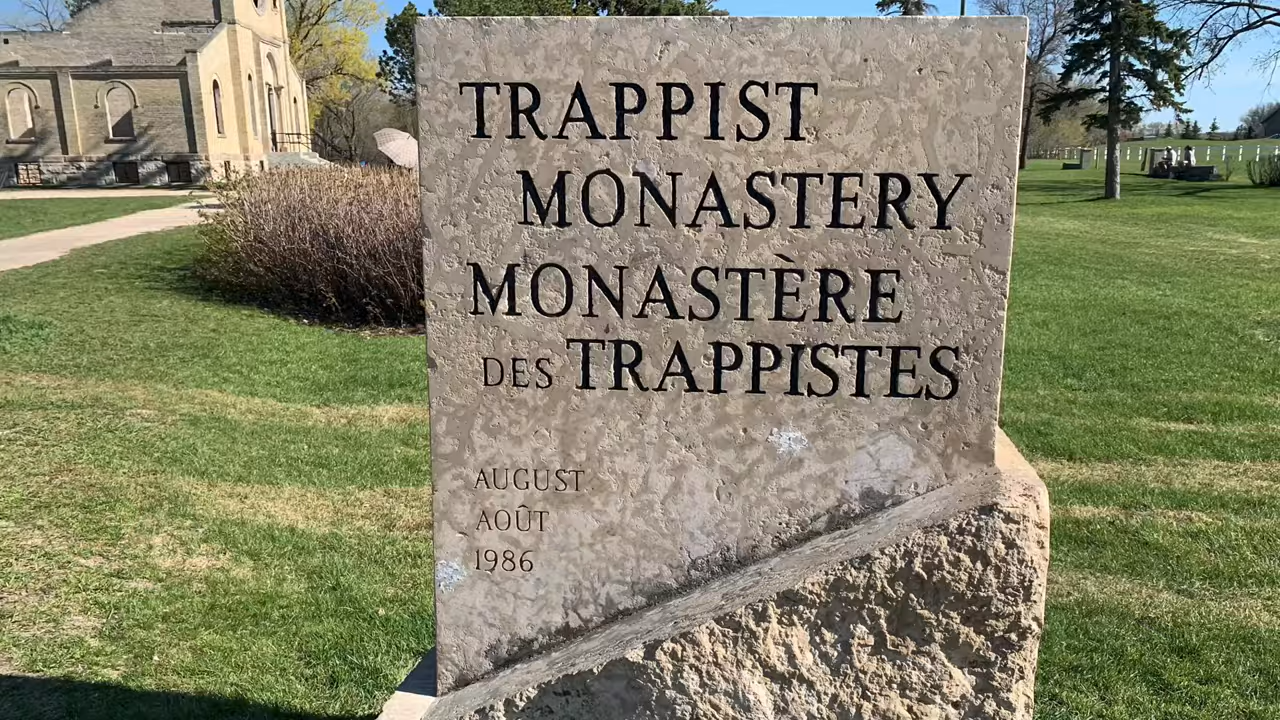 TRAPPIST
MONASTERY
MONASTÈRE
DES TRAPPISTES
AUGUST
AOÛT
1986